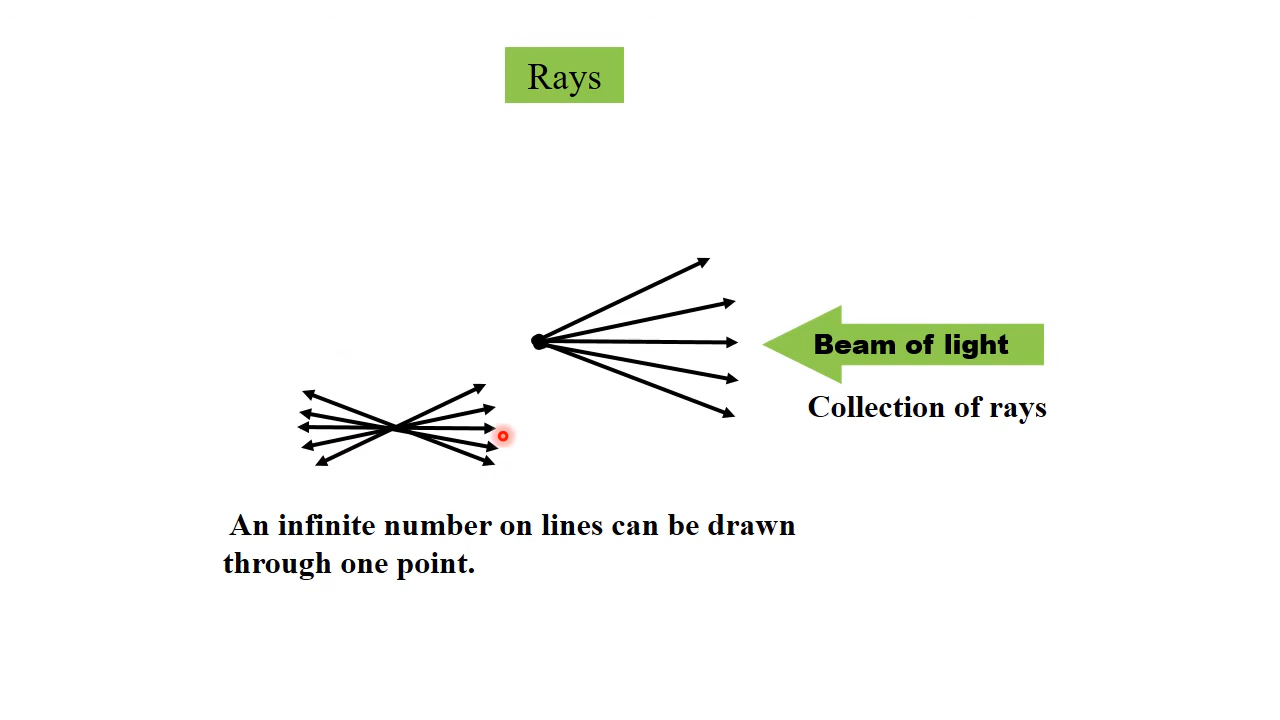 Rays
Beam of light
Collection of rays
An infinite number on lines can be drawn
through one point.